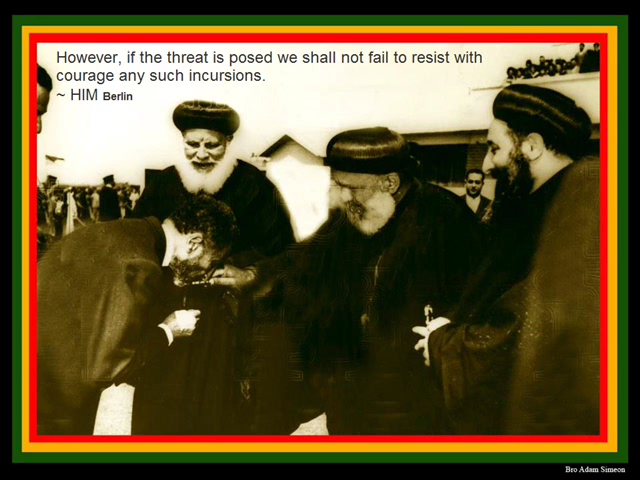 However, if the threat is posed we shall not fail to resist with
courage any such incursions.
~ HIM Berlin
Bro Adam Simeon